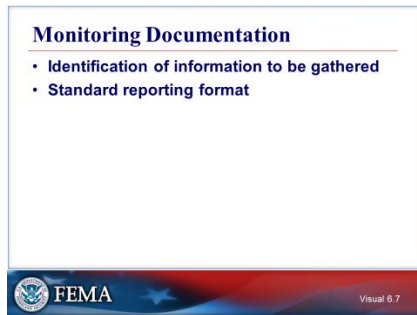 Monitoring Documentation
• Identification of information to be gathered
• Standard reporting format
FEMA
Visual 6.7